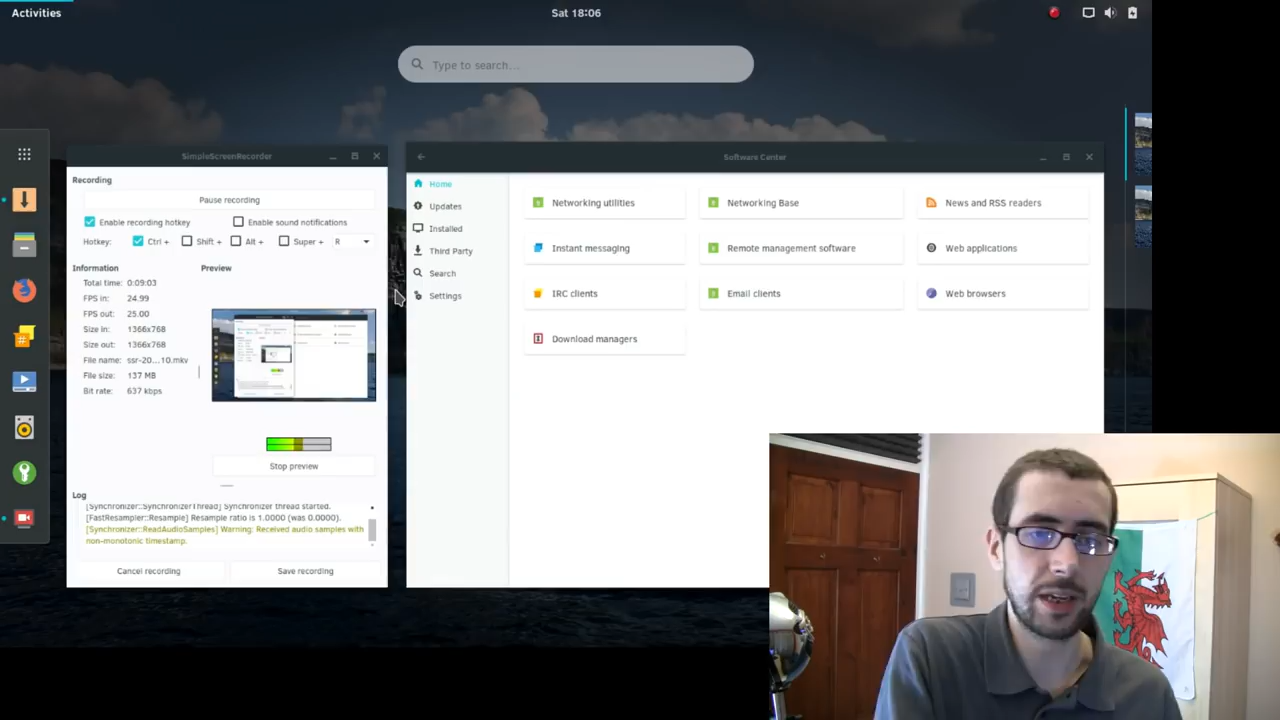 Activities
Sat 18:06
Type to search...
SimpleScreenRecorder
Recording
Pause recording
Enable recording hotkey
Enable sound notifications
Hotkey:
Ctrl +
Shift +
Alt +
Super +
R
Information
Preview
Total time: 0:09:03
FPS in: 24.99
FPS out: 25.00
Size in: 1366x768
Size out: 1366x768
File name: ssr-20...10.mkv
File size: 137 MB
Bit rate: 637 kbps
Stop preview
Log
[Synchronizer::SynchronizerThread] Synchronizer thread started.
[FastResampler::Resample] Resample ratio is 1.0000 (was 0.0000).
[Synchronizer::ReadAudioSamples] Warning: Received audio samples with
non-monotonic timestamp.
Cancel recording
Save recording
Software Center
Home
Updates
Installed
Third Party
Search
Settings
Networking utilities
Networking Base
News and RSS readers
Instant messaging
Remote management software
Web applications
IRC clients
Email clients
Web browsers
Download managers